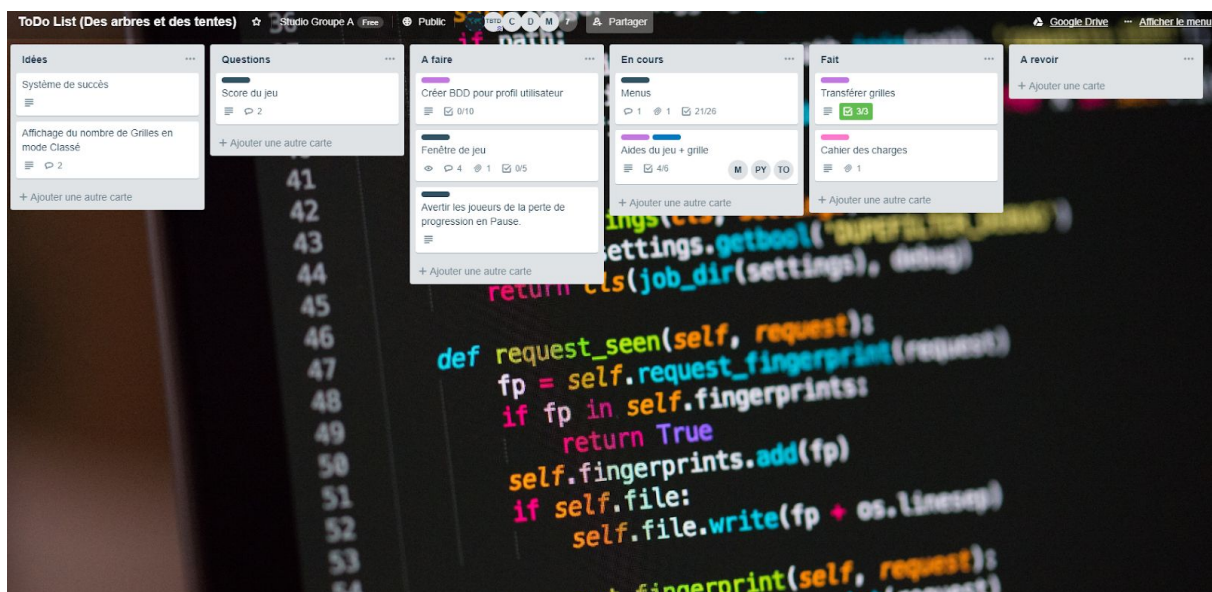 ToDo List (Des arbres et des tentes) Studio Groupe A Free Public C D M 7 Partager Google Drive Afficher le menu
Idées
Système de succès
Affichage du nombre de Grilles en
mode Classé
2
+ Ajouter une autre carte
Questions
Score du jeu
2
+ Ajouter une autre carte
A faire
Créer BDD pour profil utilisateur
0/10
Fenêtre de jeu
4 1 0/5
Avertir les joueurs de la perte de
progression en Pause.
+ Ajouter une autre carte
En cours
Menus
1 1 21/26
Aides du jeu + grille
4/6 M PY TO
+ Ajouter une autre carte
Fait
Transférer grilles
3/3
Cahier des charges
1
+ Ajouter une autre carte
A revoir
+ Ajouter une carte
36
41
42
43 settings.getbool(
44 return cls(job_dir(settings), debug)
45
46 def request_seen(self, request):
47 fp = self.request_fingerprint(request)
48 if fp in self.fingerprints:
49 return True
50 self.fingerprints.add(fp)
51 if self.file:
52 self.file.write(fp + os.linesep)
53
54 request_fingerprint(self, request):